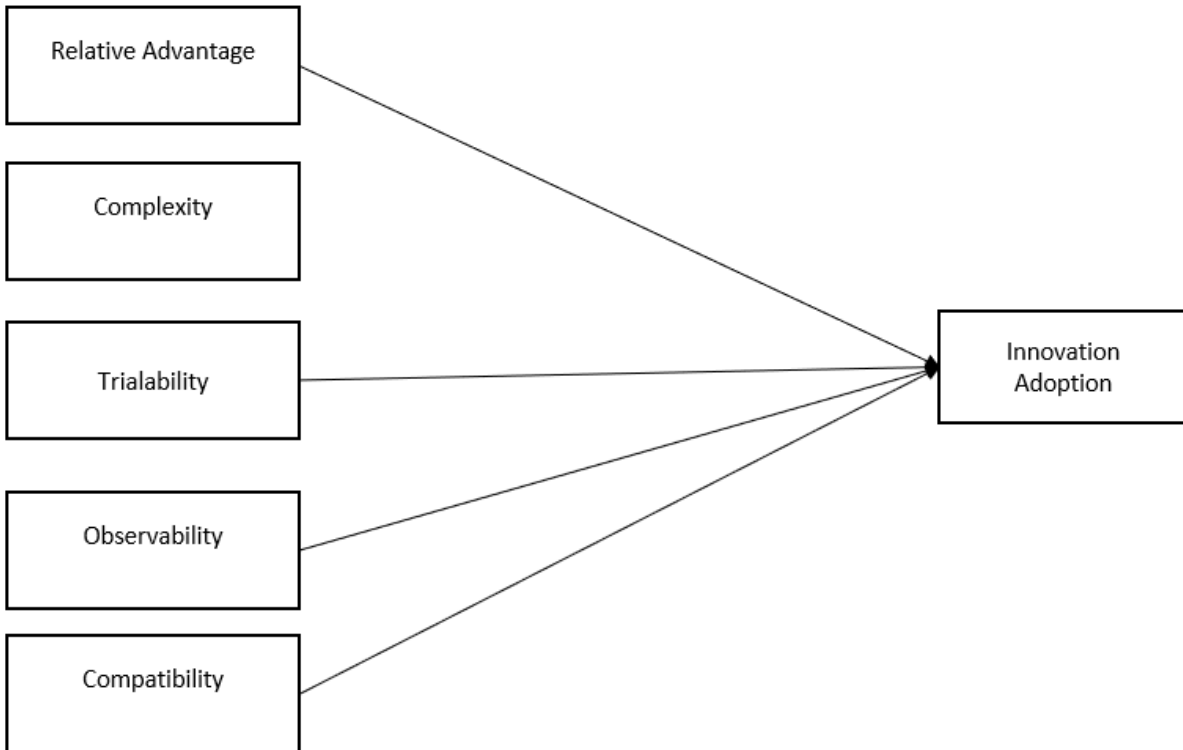 Relative Advantage
Complexity
Trialability
Observability
Compatibility
Innovation
Adoption